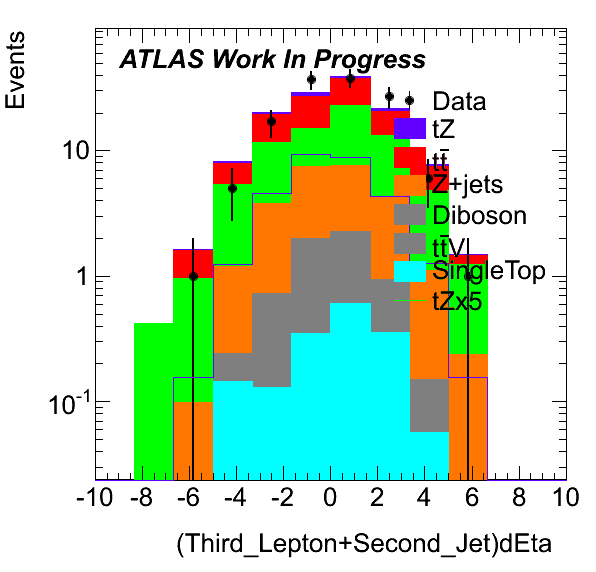 Events
ATLAS Work In Progress
Data
tZ
tt̄
Z+jets
Diboson
tt̄V
SingleTop
tZx5
10
1
10⁻¹
-10 -8 -6 -4 -2 0 2 4 6 8 10
(Third_Lepton+Second_Jet)dEta